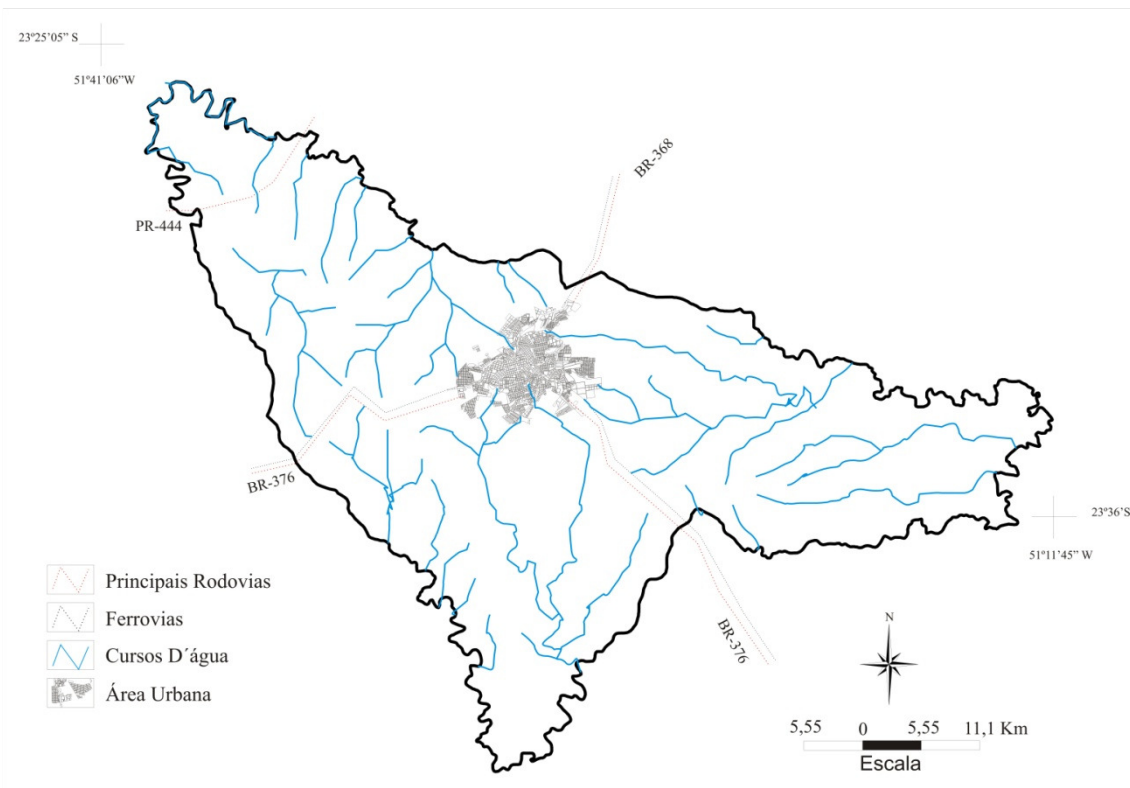 23º25'05” S
51º41'06”W
BR-368
PR-444
BR-376
23º36'S
51º11'45” W
BR-376
Principais Rodovias
Ferrovias
Cursos D´água
Área Urbana
N
5,55 0 5,55 11,1 Km
Escala